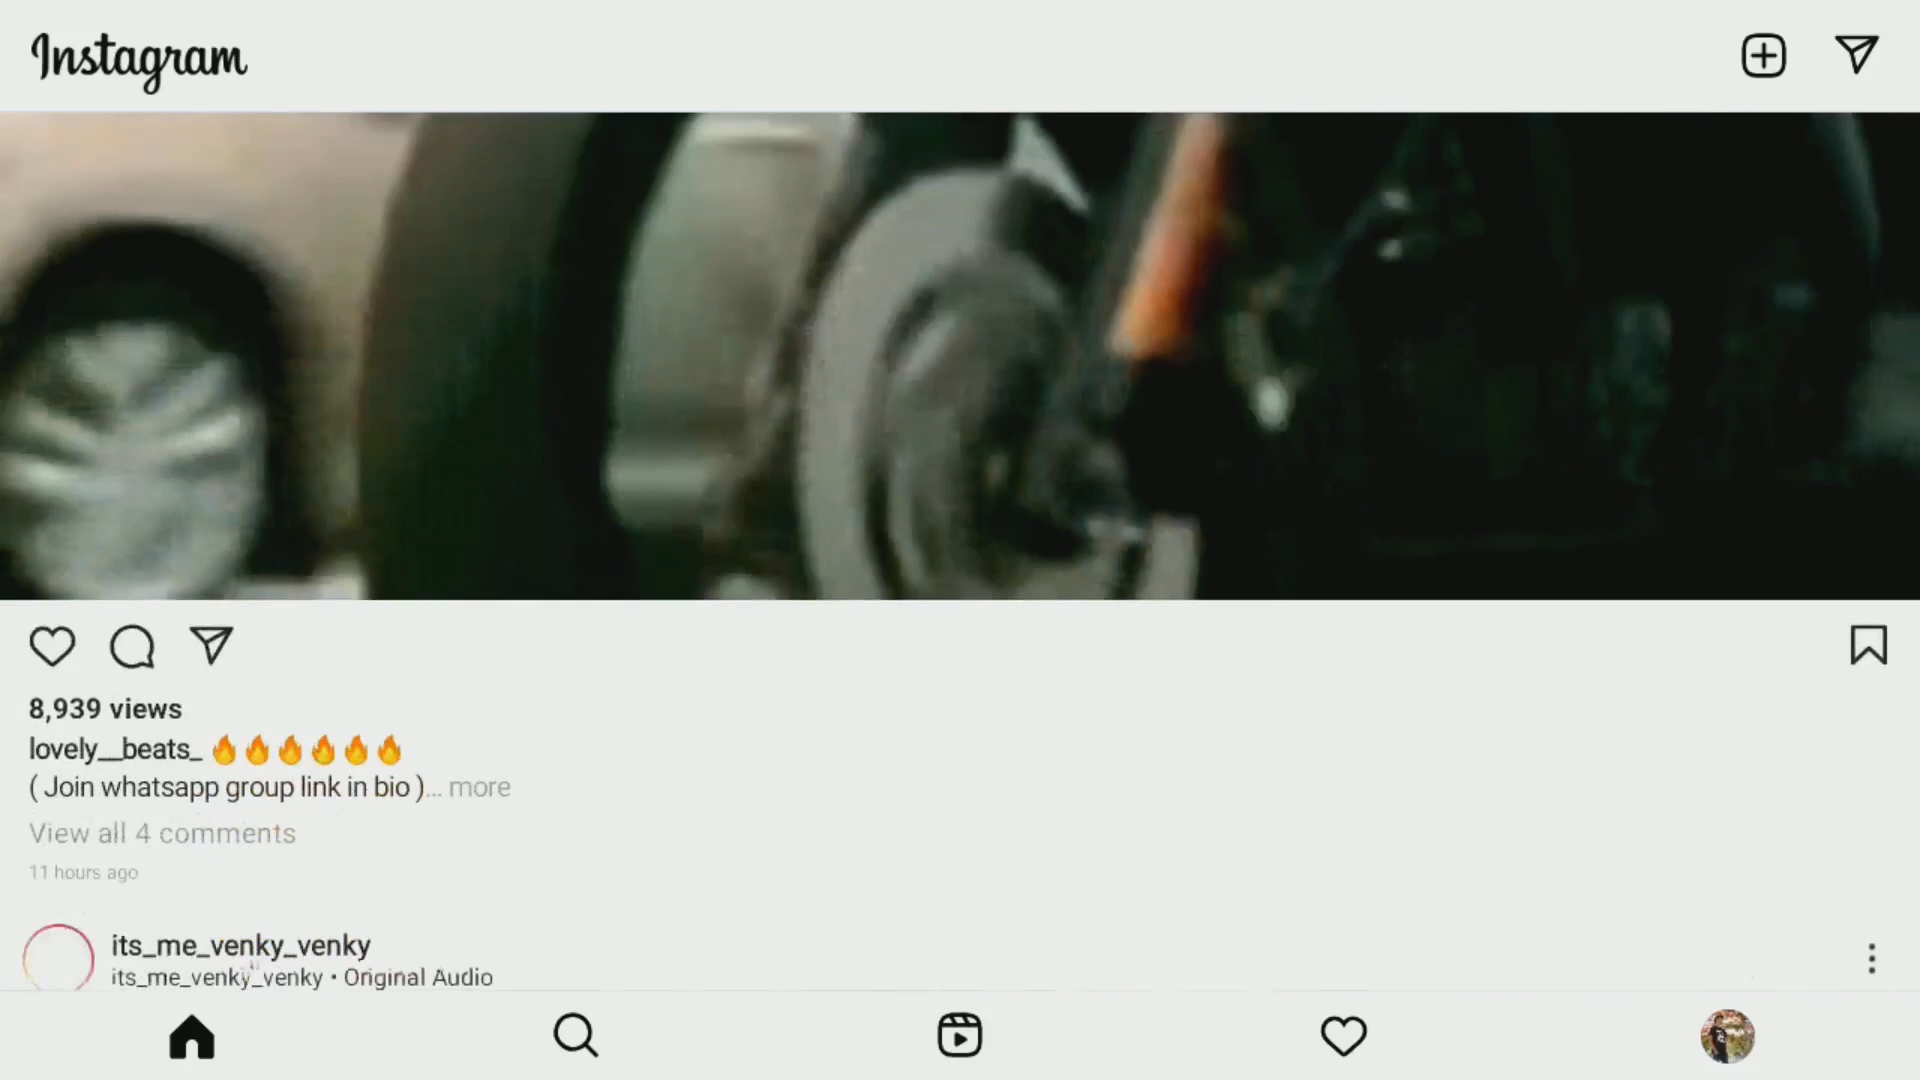 Instagram
8,939 views
lovely__beats_ 🔥🔥🔥🔥🔥🔥
( Join whatsapp group link in bio )... more
View all 4 comments
11 hours ago
its_me_venky_venky
its_me_venky_venky • Original Audio